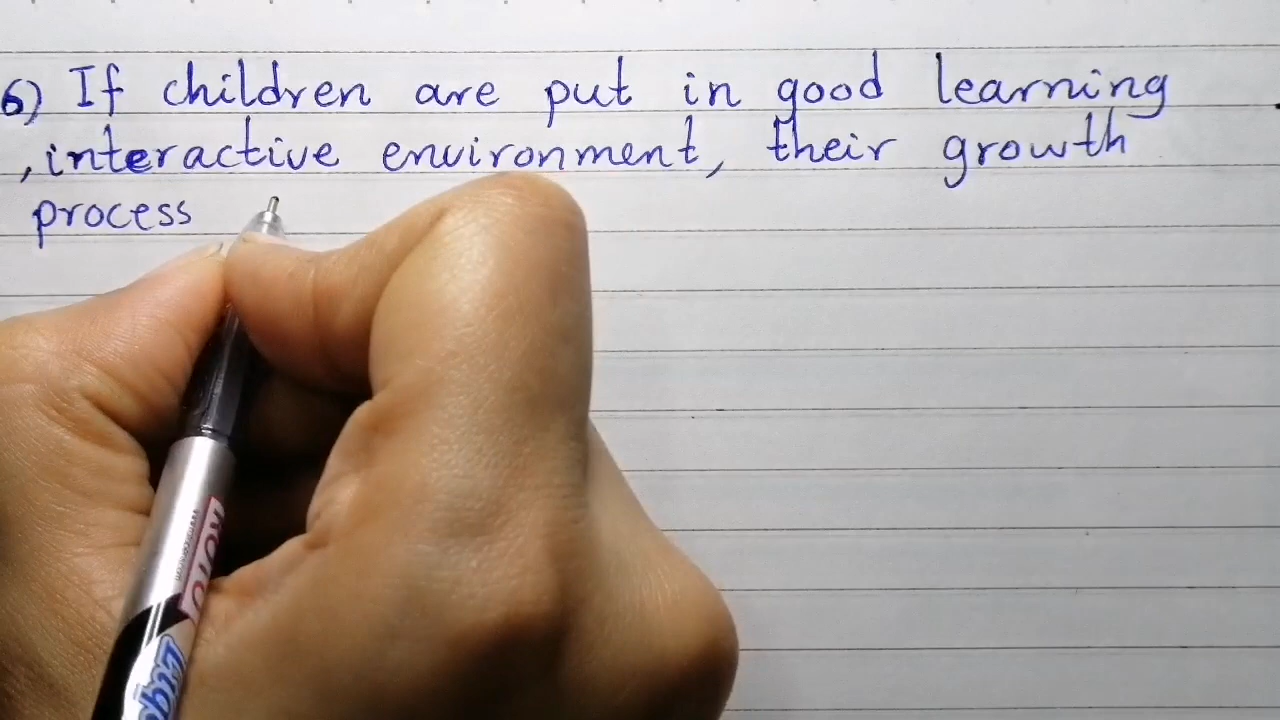 6) If children are put in good learning
, interactive environment, their growth
process